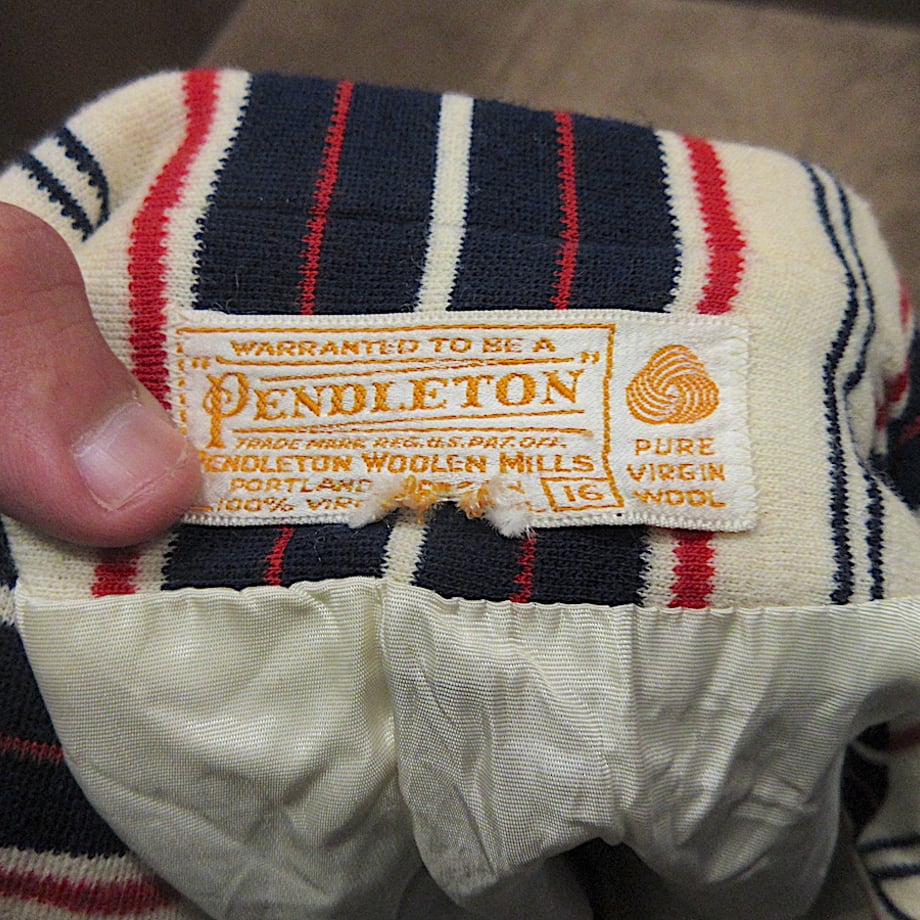 WARRANTED TO BE A
"PENDLETON"
TRADE MARK REG. U.S. PAT. OFF.
PENDLETON WOOLEN MILLS
PORTLAND
16
100%
PURE
VIRGIN
WOOL